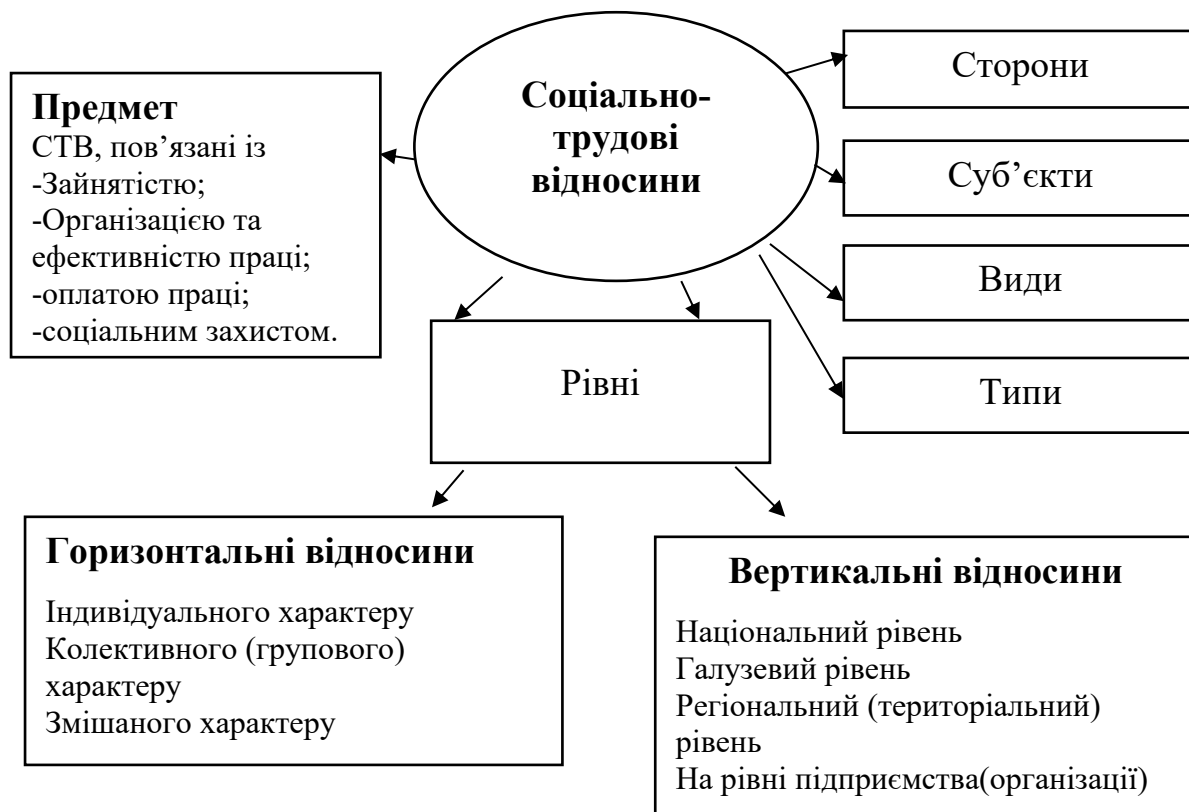 Соціально-
трудові
відносини
Предмет
СТВ, пов’язані із
-Зайнятістю;
-Організацією та
ефективністю праці;
-оплатою праці;
-соціальним захистом.
Сторони
Суб’єкти
Види
Типи
Рівні
Горизонтальні відносини
Індивідуального характеру
Колективного (групового)
характеру
Змішаного характеру
Вертикальні відносини
Національний рівень
Галузевий рівень
Регіональний (територіальний)
рівень
На рівні підприємства(організації)